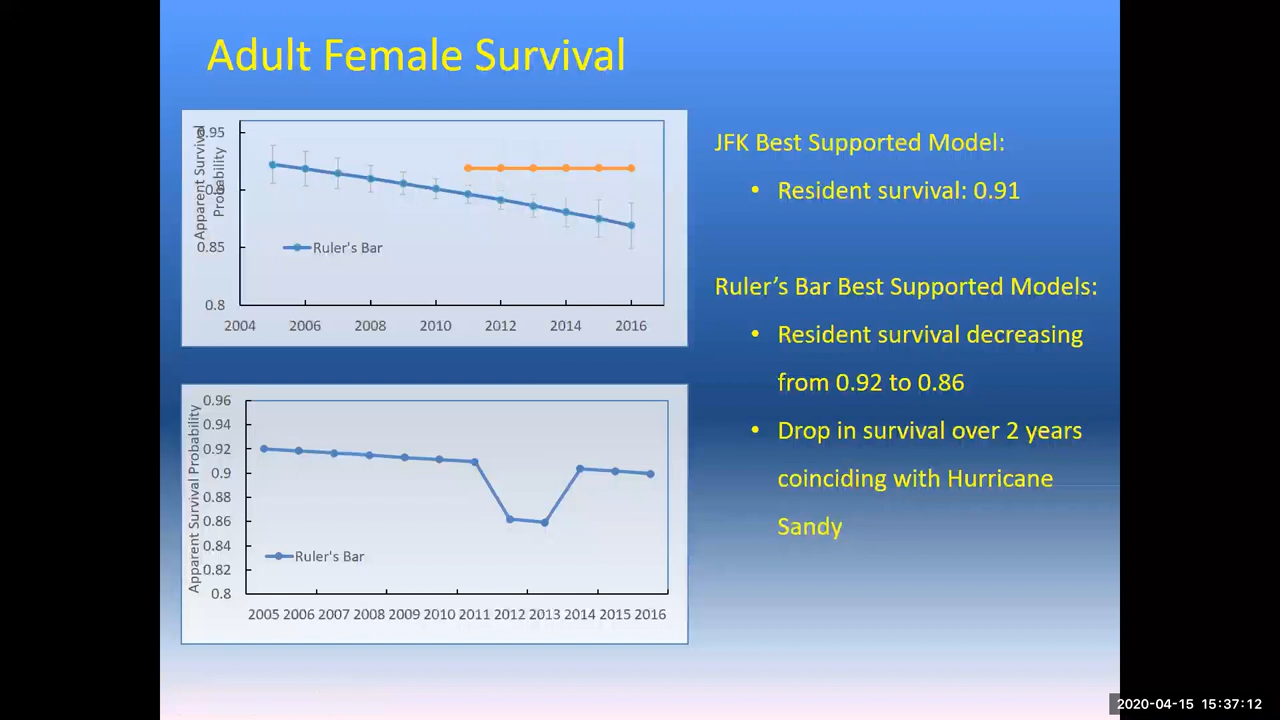 Adult Female Survival
Apparent Survival
Probability
0.95
0.9
0.85
0.8
Ruler's Bar
2004 2006 2008 2010 2012 2014 2016
JFK Best Supported Model:
• Resident survival: 0.91
Ruler’s Bar Best Supported Models:
• Resident survival decreasing
from 0.92 to 0.86
• Drop in survival over 2 years
coinciding with Hurricane
Sandy
Apparent Survival Probability
0.96
0.94
0.92
0.9
0.88
0.86
0.84
0.82
0.8
Ruler's Bar
2005 2006 2007 2008 2009 2010 2011 2012 2013 2014 2015 2016
2020-04-15 15:37:12